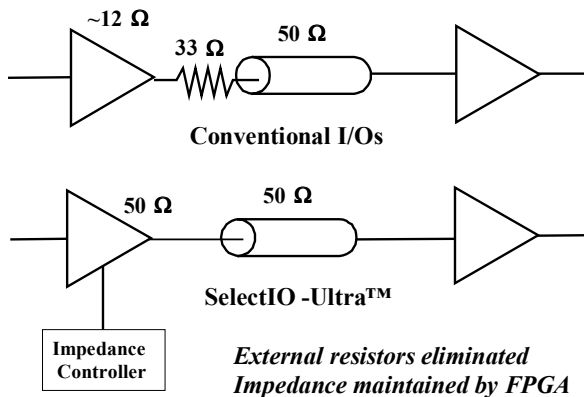 ~12 Ω
33 Ω
50 Ω
Conventional I/Os
50 Ω
50 Ω
SelectIO -Ultra™
Impedance
Controller
External resistors eliminated
Impedance maintained by FPGA